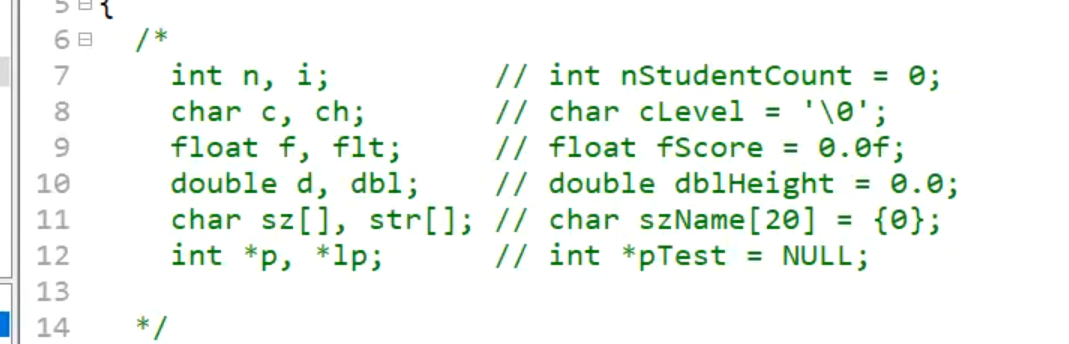 5 {
6 /*
7 int n, i; // int nStudentCount = 0;
8 char c, ch; // char cLevel = '\0';
9 float f, flt; // float fScore = 0.0f;
10 double d, dbl; // double dblHeight = 0.0;
11 char sz[], str[]; // char szName[20] = {0};
12 int *p, *lp; // int *pTest = NULL;
13
14 */